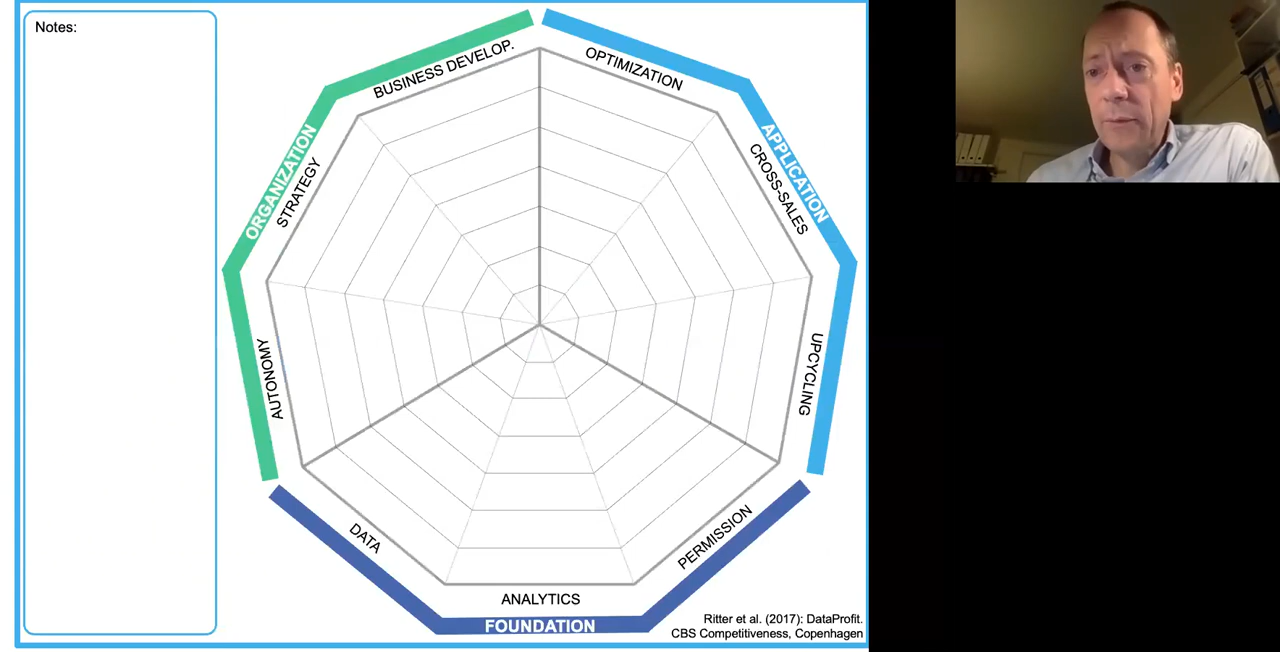 Notes:
BUSINESS DEVELOP.
OPTIMIZATION
ORGANIZATION
STRATEGY
APPLICATION
CROSS-SALES
AUTONOMY
UPCYCLING
DATA
PERMISSION
ANALYTICS
FOUNDATION
Ritter et al. (2017): DataProfit.
CBS Competitiveness, Copenhagen